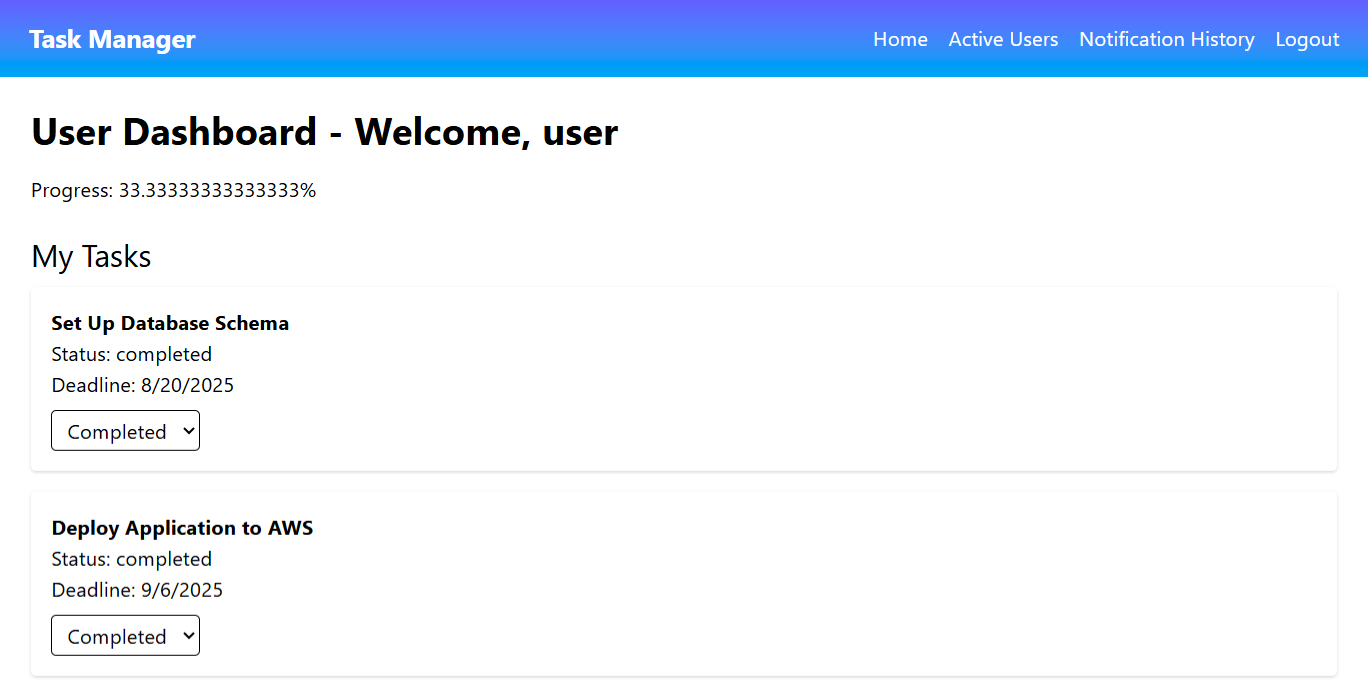 Task Manager
Home Active Users Notification History Logout
User Dashboard - Welcome, user
Progress: 33.33333333333333%
My Tasks
Set Up Database Schema
Status: completed
Deadline: 8/20/2025
Completed
Deploy Application to AWS
Status: completed
Deadline: 9/6/2025
Completed